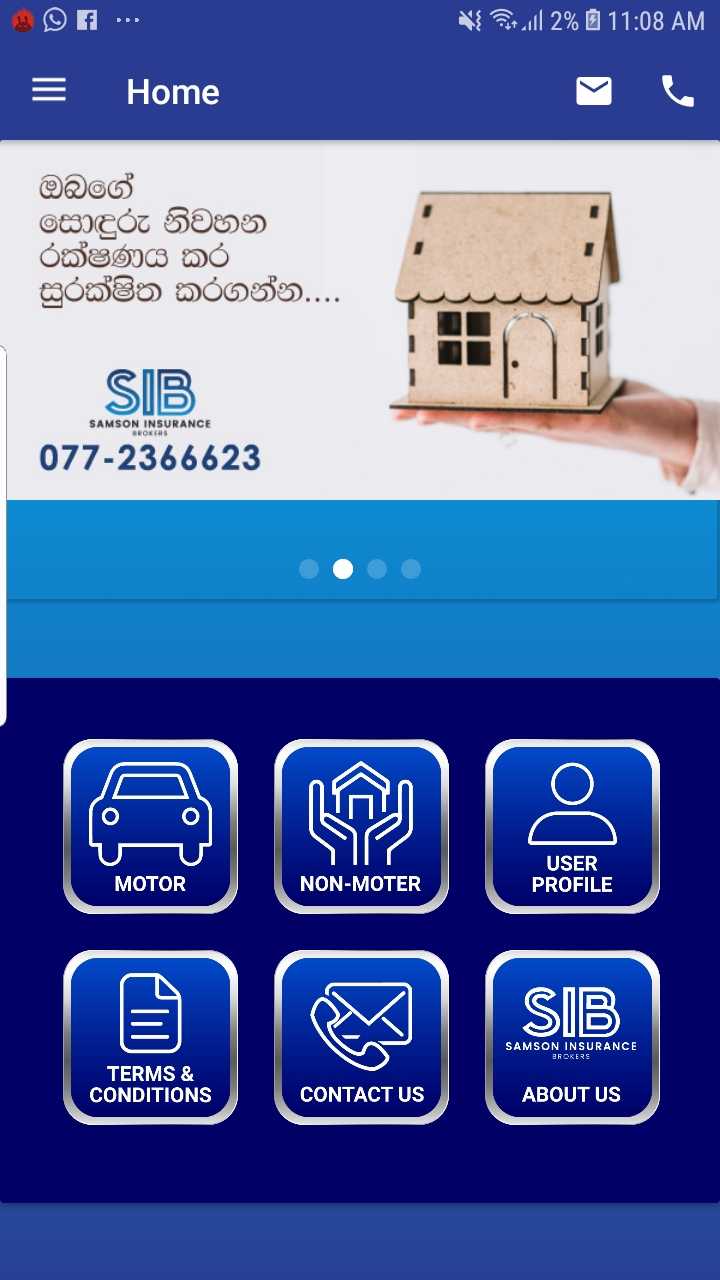 2% 11:08 AM
Home
ඔබගේ
සොඳුරු නිවහන
රක්ෂණය කර
සුරක්ෂිත කරගන්න....
SIB
SAMSON INSURANCE
BROKERS
077-2366623
MOTOR
NON-MOTER
USER
PROFILE
TERMS &
CONDITIONS
CONTACT US
SIB
SAMSON INSURANCE
BROKERS
ABOUT US